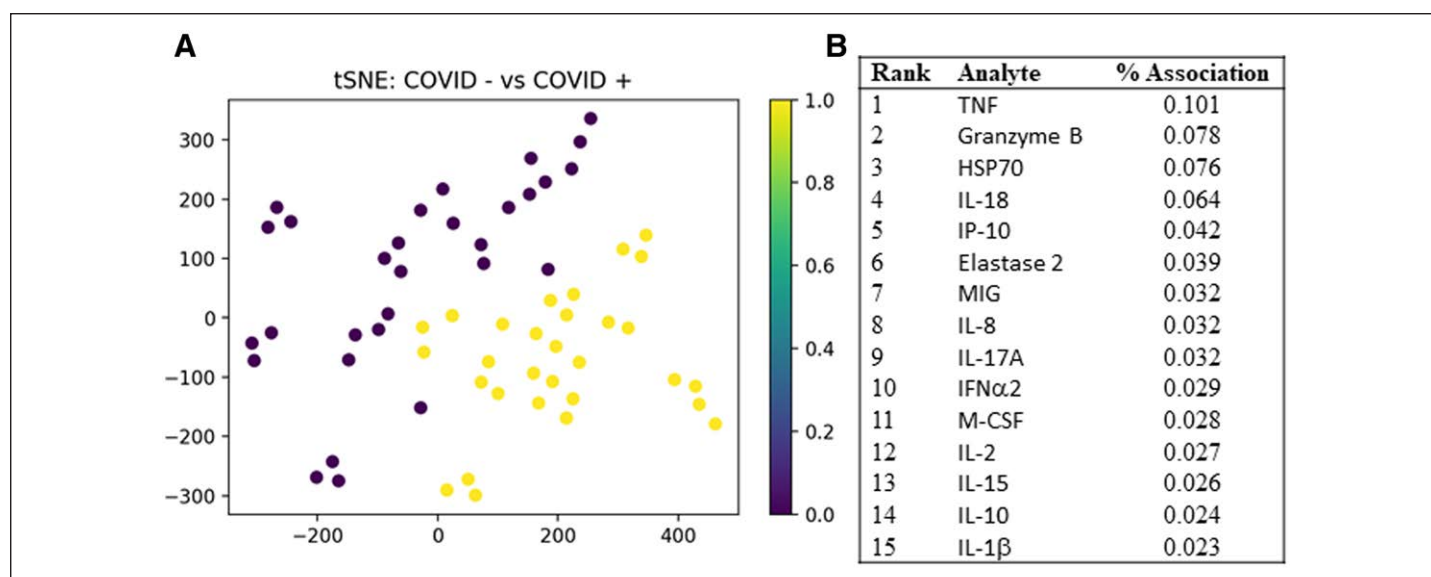 A
tSNE: COVID - vs COVID +
300
200
100
0
−100
−200
−300
−200 0 200 400
1.0
0.8
0.6
0.4
0.2
0.0
B
Rank Analyte % Association
1 TNF 0.101
2 Granzyme B 0.078
3 HSP70 0.076
4 IL-18 0.064
5 IP-10 0.042
6 Elastase 2 0.039
7 MIG 0.032
8 IL-8 0.032
9 IL-17A 0.032
10 IFNα2 0.029
11 M-CSF 0.028
12 IL-2 0.027
13 IL-15 0.026
14 IL-10 0.024
15 IL-1β 0.023